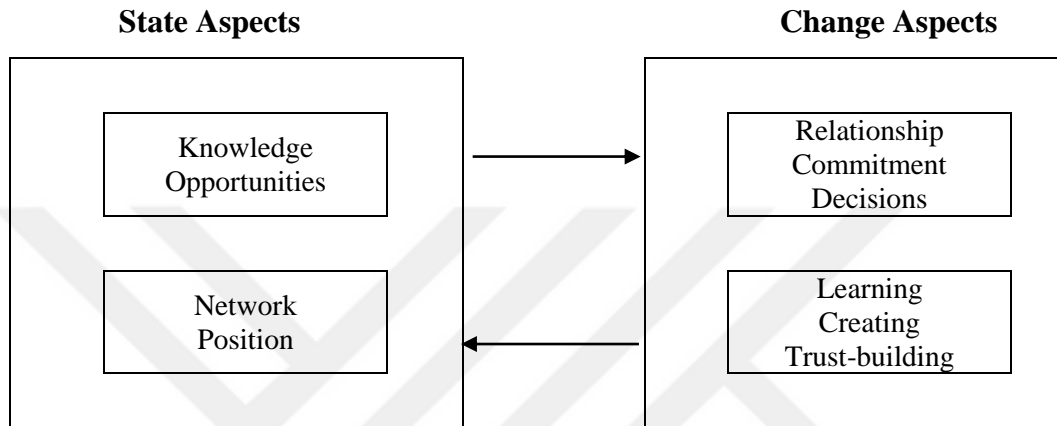 State Aspects
Change Aspects
Knowledge
Opportunities
Relationship
Commitment
Decisions
Network
Position
Learning
Creating
Trust-building